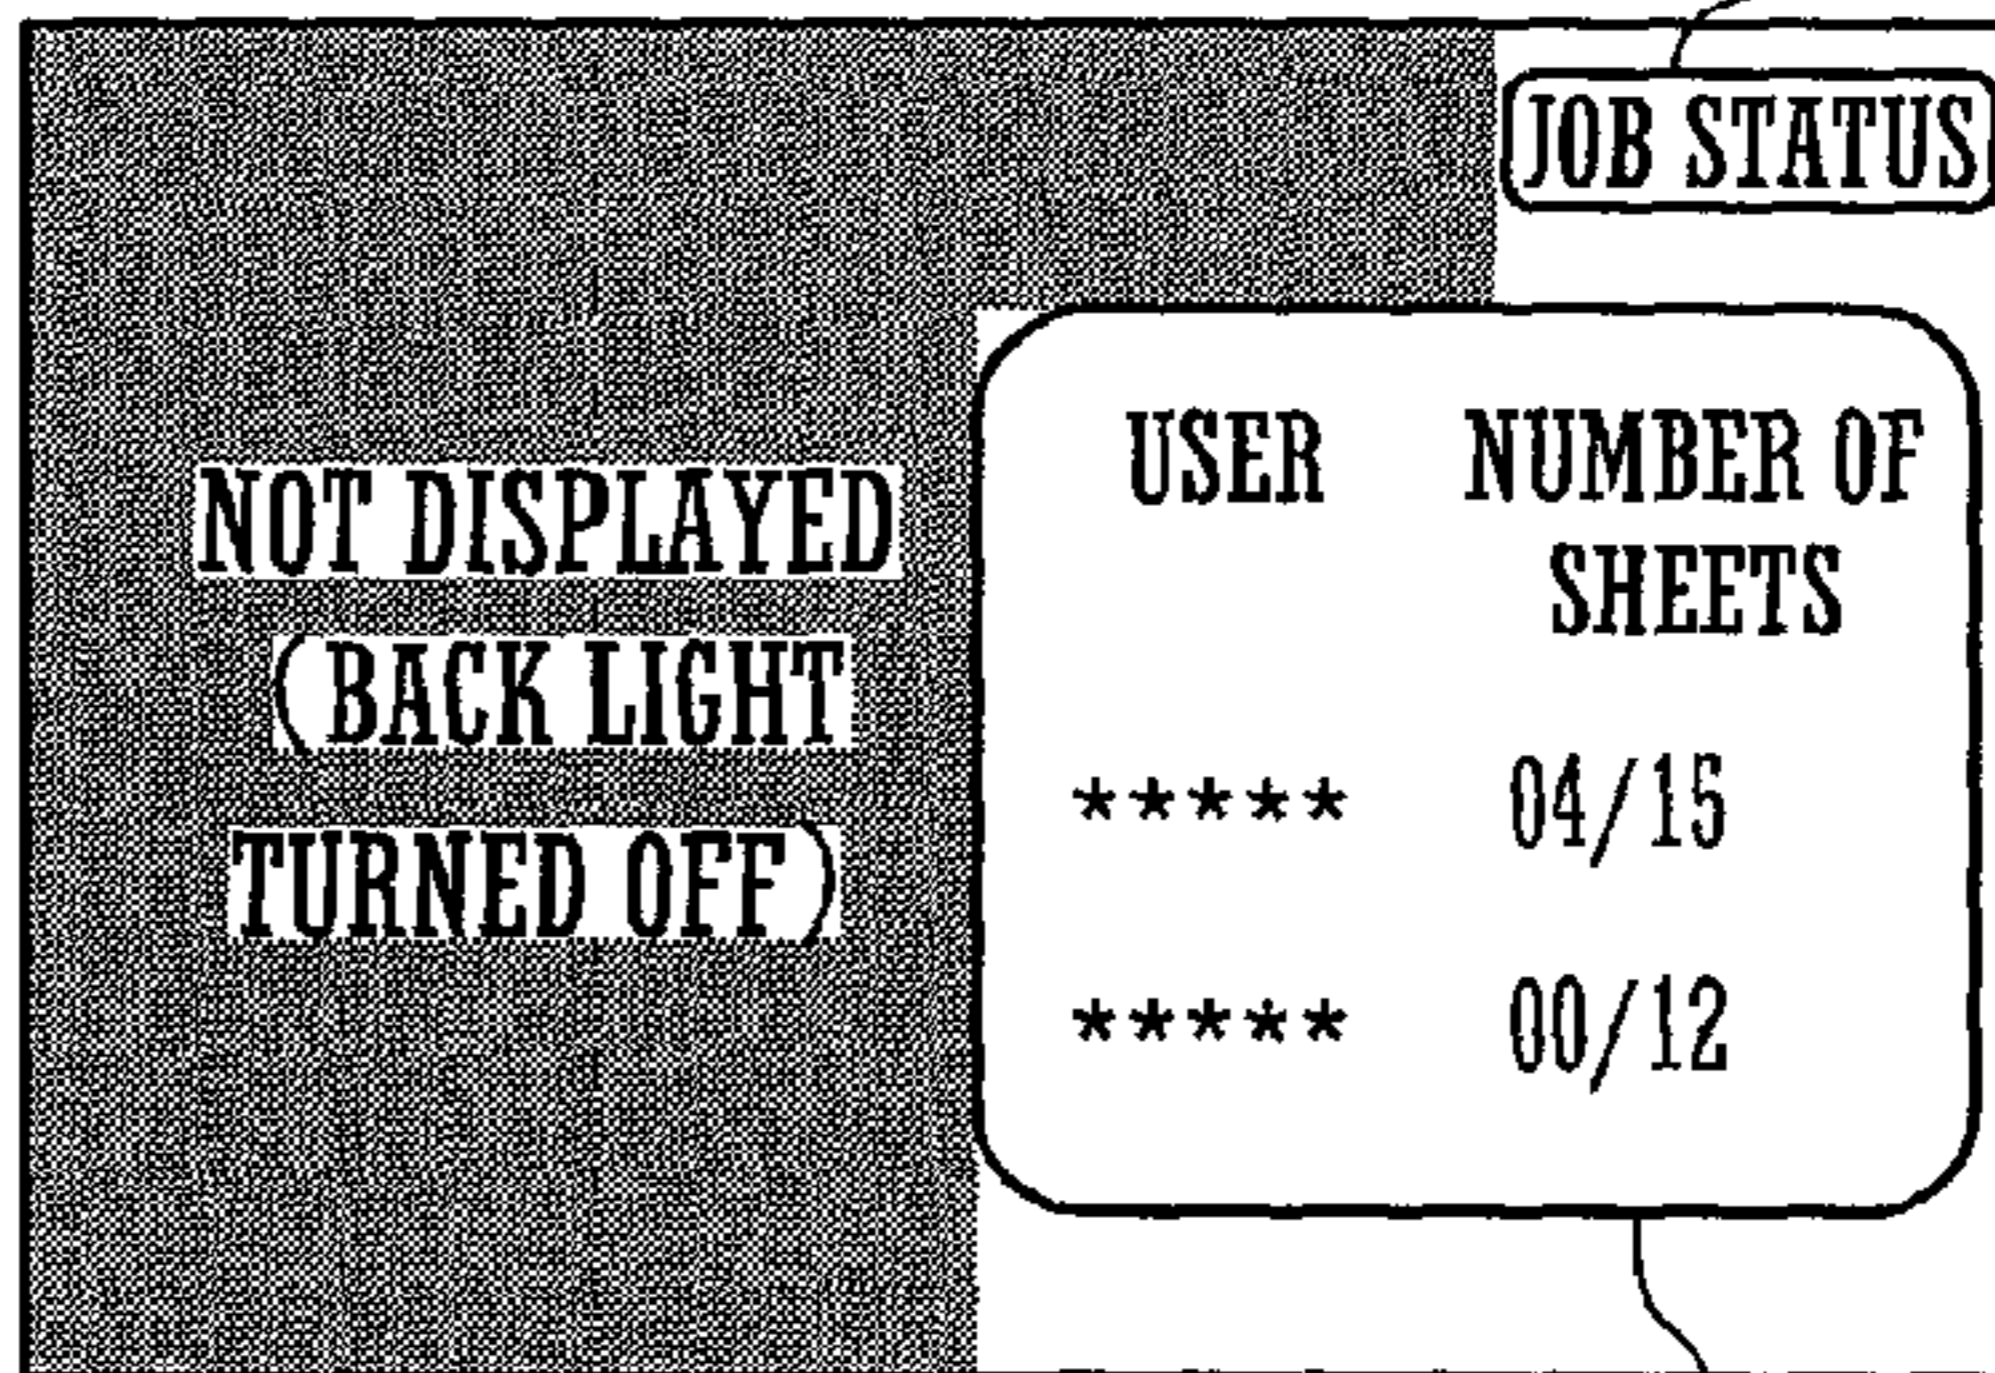 JOB STATUS
NOT DISPLAYED
(BACK LIGHT
TURNED OFF)
USER NUMBER OF
SHEETS
***** 04/15
***** 00/12